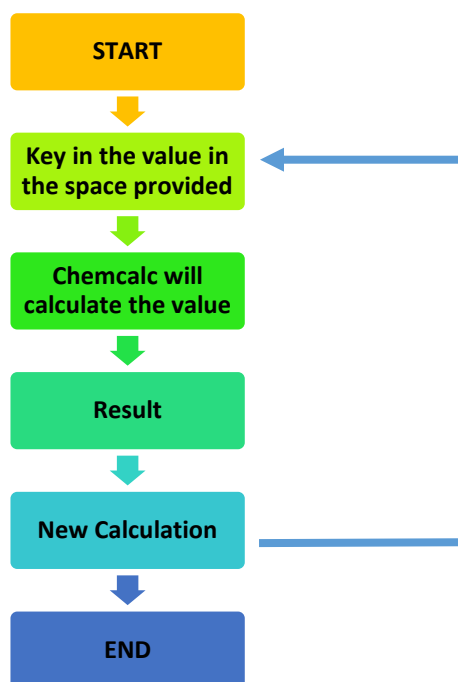 START
Key in the value in
the space provided
Chemcalc will
calculate the value
Result
New Calculation
END